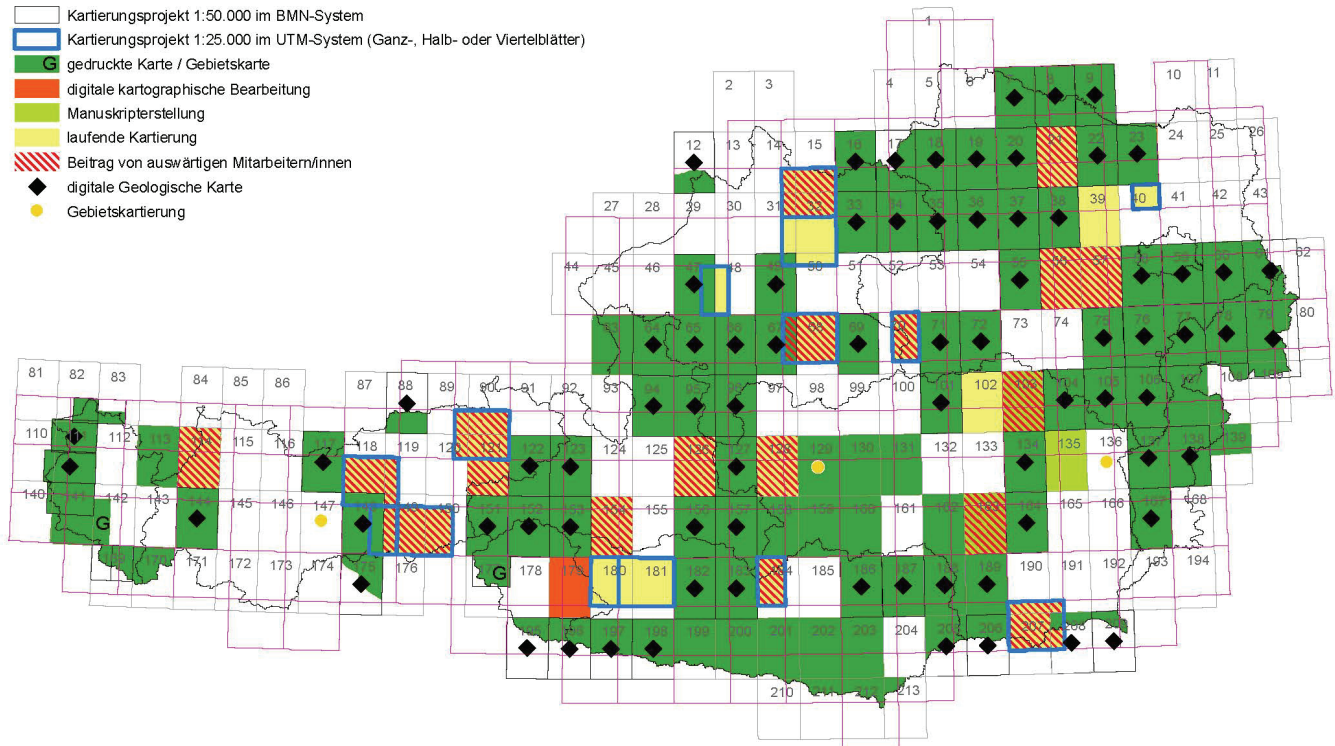 Kartierungsprojekt 1:50.000 im BMN-System
Kartierungsprojekt 1:25.000 im UTM-System (Ganz-, Halb- oder Viertelblätter)
G gedruckte Karte / Gebietskarte
digitale kartographische Bearbeitung
Manuskripterstellung
laufende Kartierung
Beitrag von auswärtigen Mitarbeitern/innen
digitale Geologische Karte
Gebietskartierung
1
2 3 4 5 6 8 9 10 11
12 13 14 15 16 17 18 19 20 21 22 23 24 25 26
27 28 29 30 31 32 33 34 35 36 37 38 39 40 41 42 43
44 45 46 47 48 49 50 51 52 53 54 55 56 57 58 59 60 61 62
63 64 65 66 67 68 69 71 72 73 74 75 76 77 78 79 80
81 82 83 84 85 86 87 88 89 90 91 92 93 94 95 96 97 98 99 100 101 102 103 104 105 106 107 108 109
110 111 112 113 114 115 116 117 118 119 120 121 122 123 124 125 126 127 128 129 130 131 132 133 134 135 136 137 138 139
140 141 142 143 144 145 146 147 149 150 151 152 153 154 155 156 157 158 159 160 161 162 163 164 165 166 167 168
G
169 170 171 172 173 174 175 176 177 178 179 180 181 182 183 184 185 186 187 188 189 190 191 192 193 194
G
195 196 197 198 199 200 201 202 203 204 205 206 207 208 209
210 211 212 213